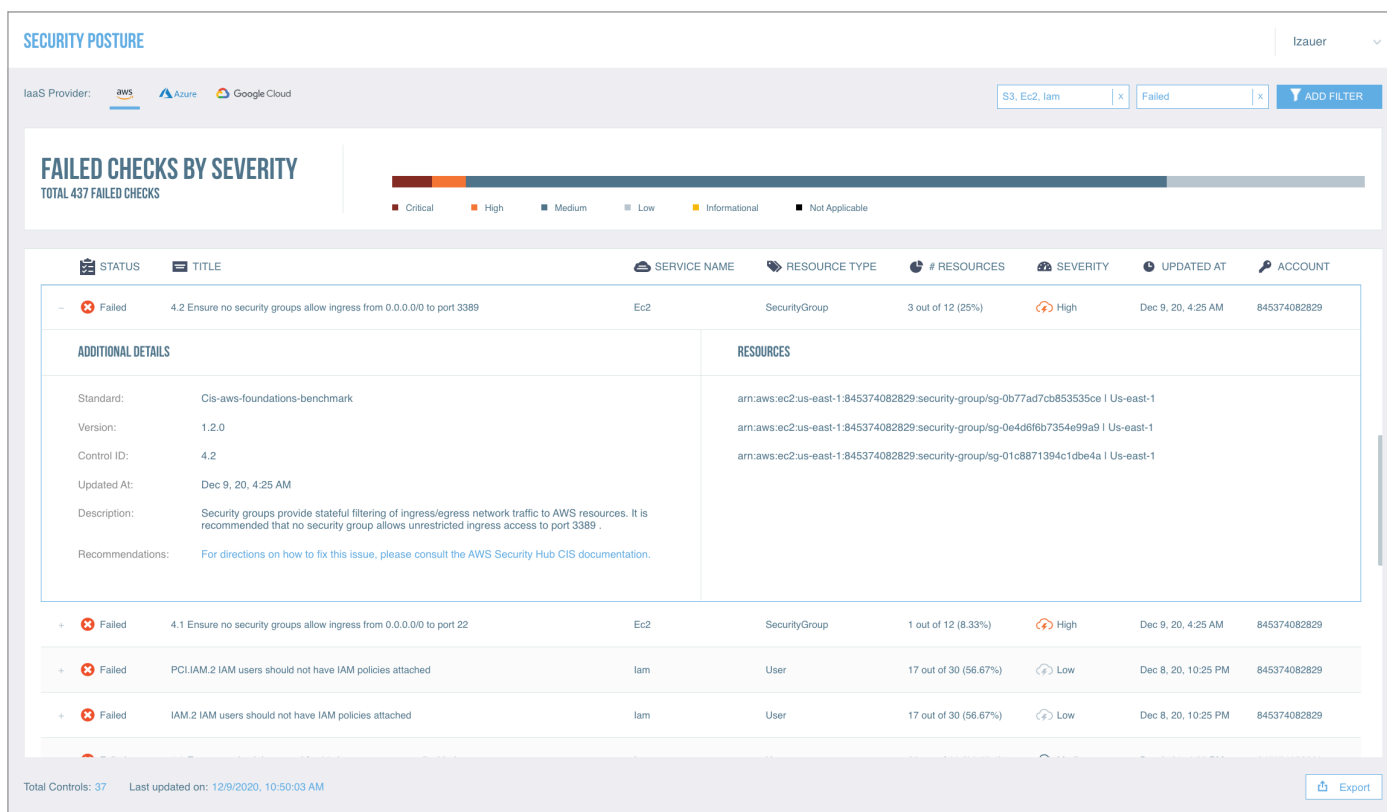 SECURITY POSTURE
Izauer
IaaS Provider: aws Azure Google Cloud
S3, Ec2, Iam x Failed x ADD FILTER
FAILED CHECKS BY SEVERITY
TOTAL 437 FAILED CHECKS
Critical High Medium Low Informational Not Applicable
STATUS TITLE SERVICE NAME RESOURCE TYPE # RESOURCES SEVERITY UPDATED AT ACCOUNT
– Failed 4.2 Ensure no security groups allow ingress from 0.0.0.0/0 to port 3389 Ec2 SecurityGroup 3 out of 12 (25%) High Dec 9, 20, 4:25 AM 845374082829
ADDITIONAL DETAILS RESOURCES
Standard: Cis-aws-foundations-benchmark arn:aws:ec2:us-east-1:845374082829:security-group/sg-0b77ad7cb853535ce | Us-east-1
Version: 1.2.0 arn:aws:ec2:us-east-1:845374082829:security-group/sg-0e4d6f6b7354e99a9 | Us-east-1
Control ID: 4.2 arn:aws:ec2:us-east-1:845374082829:security-group/sg-01c8871394c1dbe4a | Us-east-1
Updated At: Dec 9, 20, 4:25 AM
Description: Security groups provide stateful filtering of ingress/egress network traffic to AWS resources. It is
recommended that no security group allows unrestricted ingress access to port 3389 .
Recommendations: For directions on how to fix this issue, please consult the AWS Security Hub CIS documentation.
+ Failed 4.1 Ensure no security groups allow ingress from 0.0.0.0/0 to port 22 Ec2 SecurityGroup 1 out of 12 (8.33%) High Dec 9, 20, 4:25 AM 845374082829
+ Failed PCI.IAM.2 IAM users should not have IAM policies attached Iam User 17 out of 30 (56.67%) Low Dec 8, 20, 10:25 PM 845374082829
+ Failed IAM.2 IAM users should not have IAM policies attached Iam User 17 out of 30 (56.67%) Low Dec 8, 20, 10:25 PM 845374082829
Total Controls: 37 Last updated on: 12/9/2020, 10:50:03 AM Export